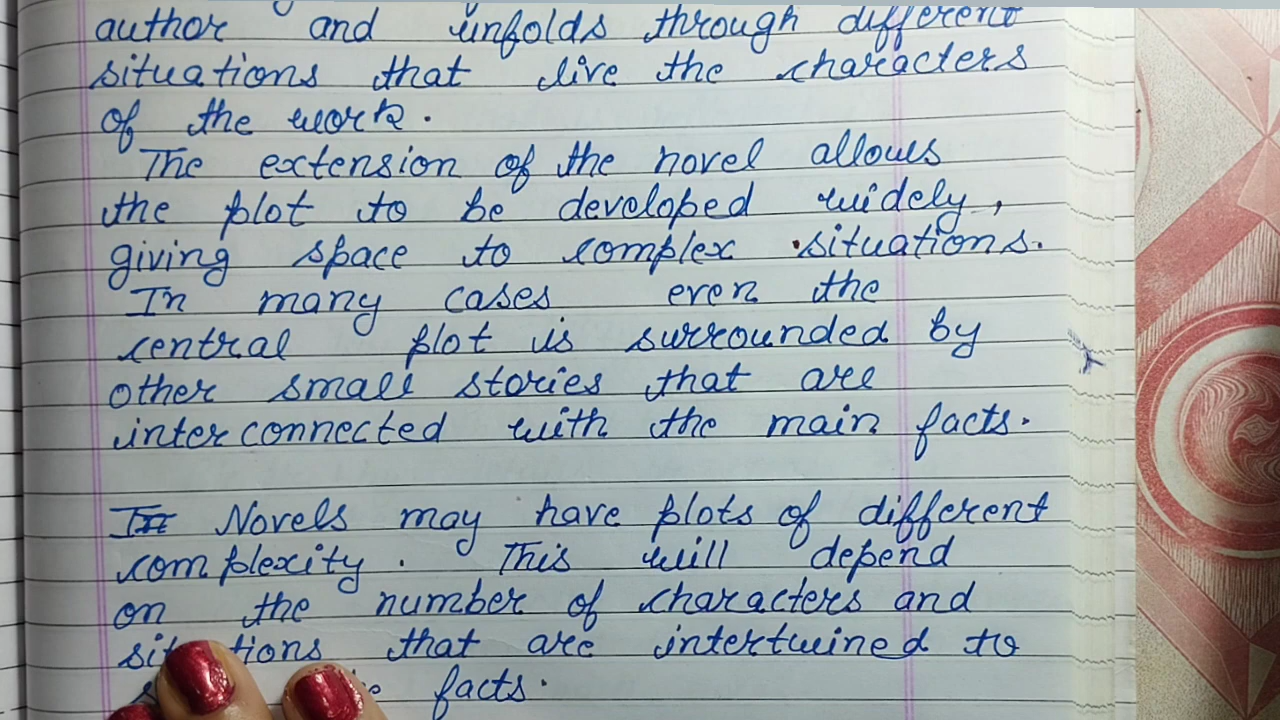 author and unfolds through different
situations that live the characters
of the work.
The extension of the novel allows
the plot to be developed widely,
giving space to complex situations.
In many cases even the
central plot is surrounded by
other small stories that are
interconnected with the main facts.
Novels may have plots of different
complexity. This will depend
on the number of characters and
that are intertwined to
facts.